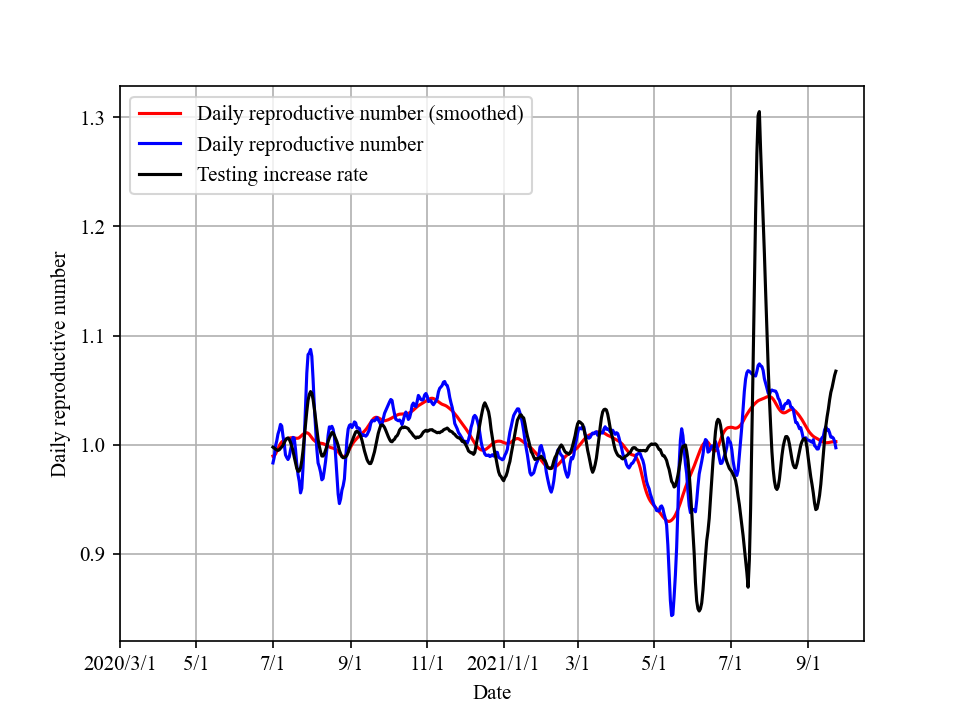 Daily reproductive number (smoothed)
Daily reproductive number
Testing increase rate
Daily reproductive number
1.3
1.2
1.1
1.0
0.9
2020/3/1 5/1 7/1 9/1 11/1 2021/1/1 3/1 5/1 7/1 9/1
Date